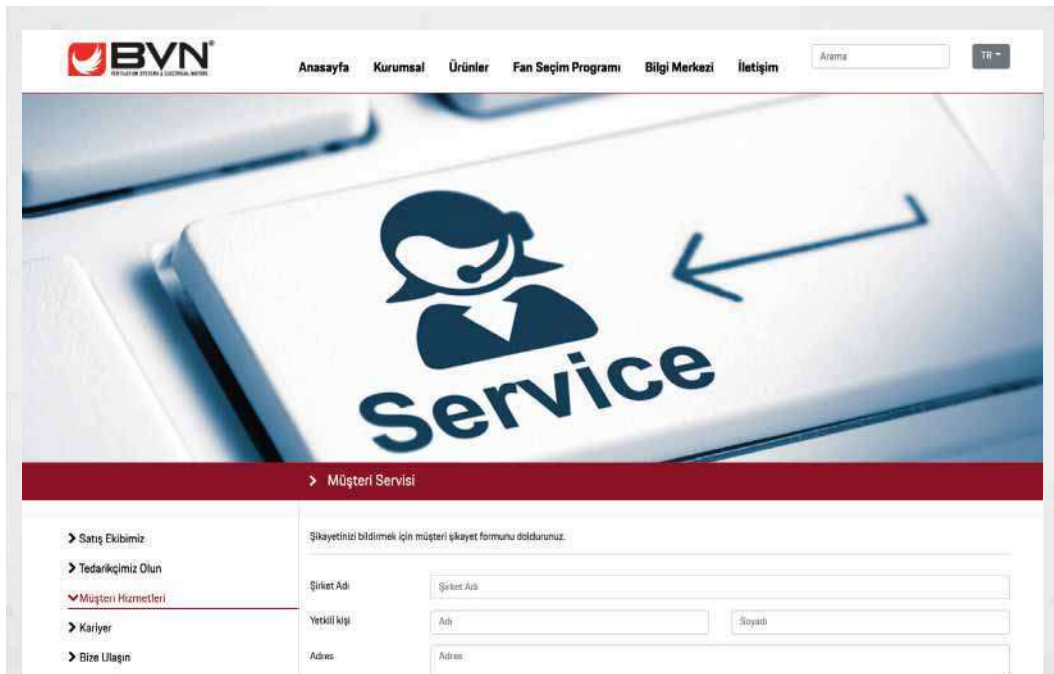 BVN®
Anasayfa Kurumsal Ürünler Fan Seçim Programı Bilgi Merkezi İletişim
Arama
TR
Service
Müşteri Servisi
Satış Ekibimiz
Tedarikçimiz Olun
Müşteri Hizmetleri
Kariyer
Bize Ulaşın
Şikayetinizi bildirmek için müşteri şikayet formunu doldurunuz.
Şirket Adı Şirket Adı
Yetkili kişi Adı Soyadı
Adres Adres